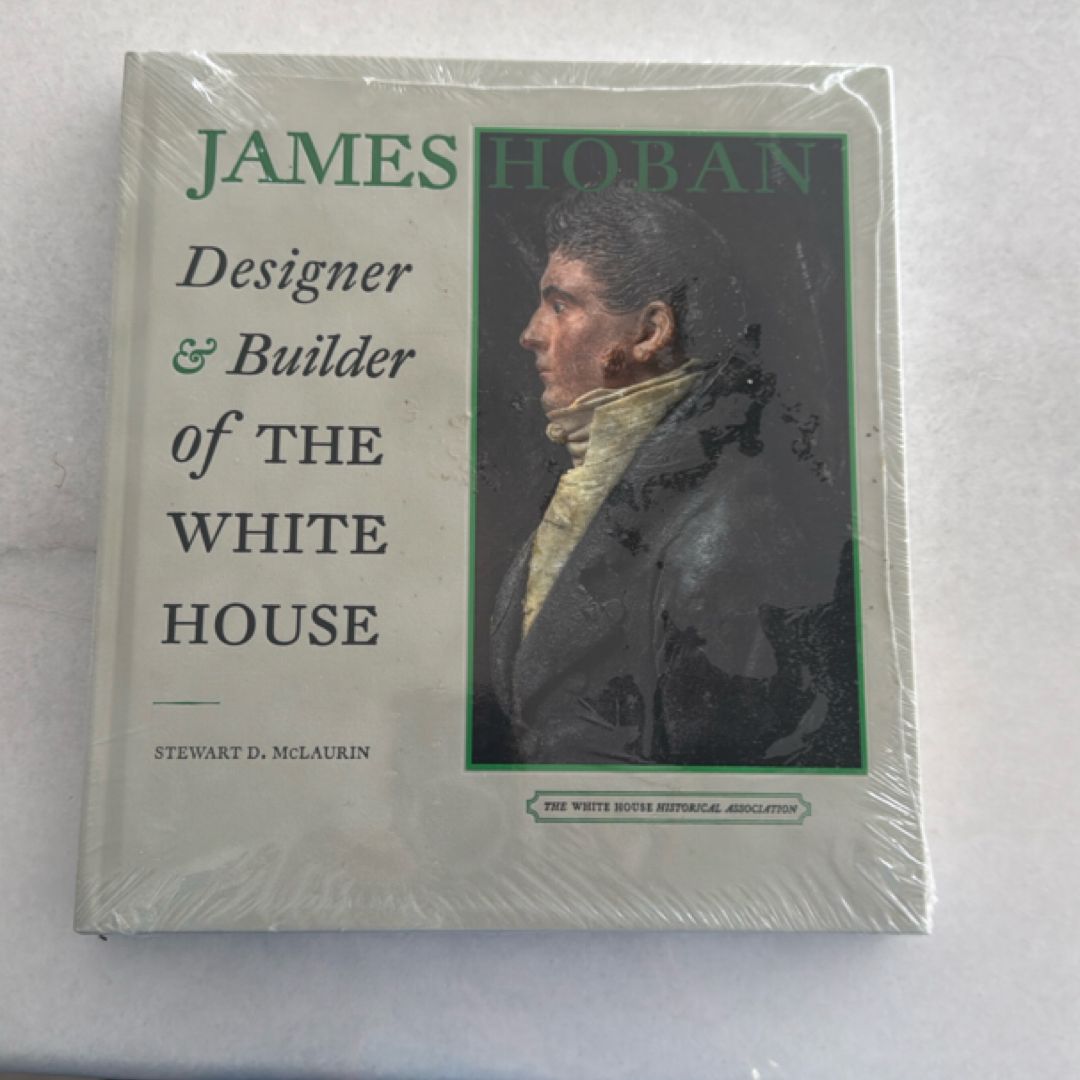 JAMES HOBAN
Designer
& Builder
of THE
WHITE
HOUSE
STEWART D. McLAURIN
THE WHITE HOUSE HISTORICAL ASSOCIATION